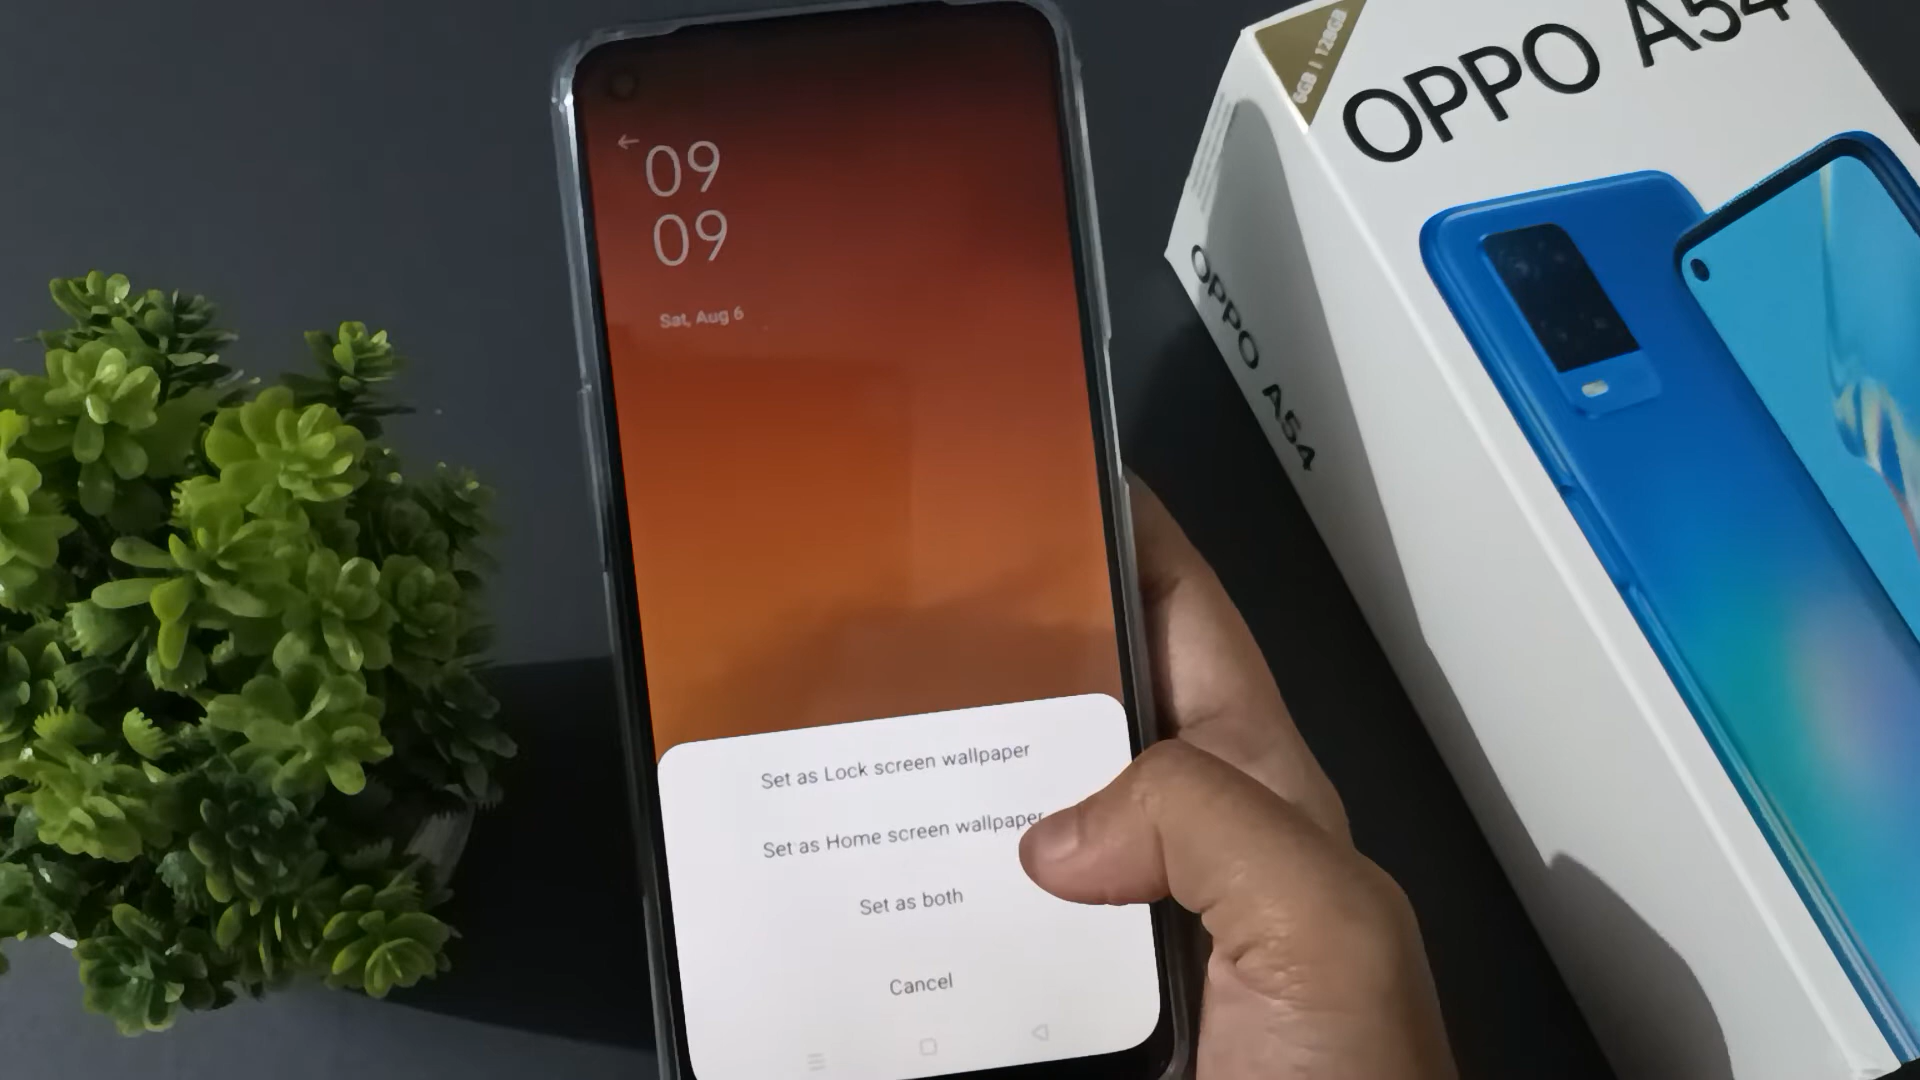 09
09
Sat, Aug 6
Set as Lock screen wallpaper
Set as Home screen wallpaper
Set as both
Cancel
6GB | 128GB
OPPO A54
OPPO A54